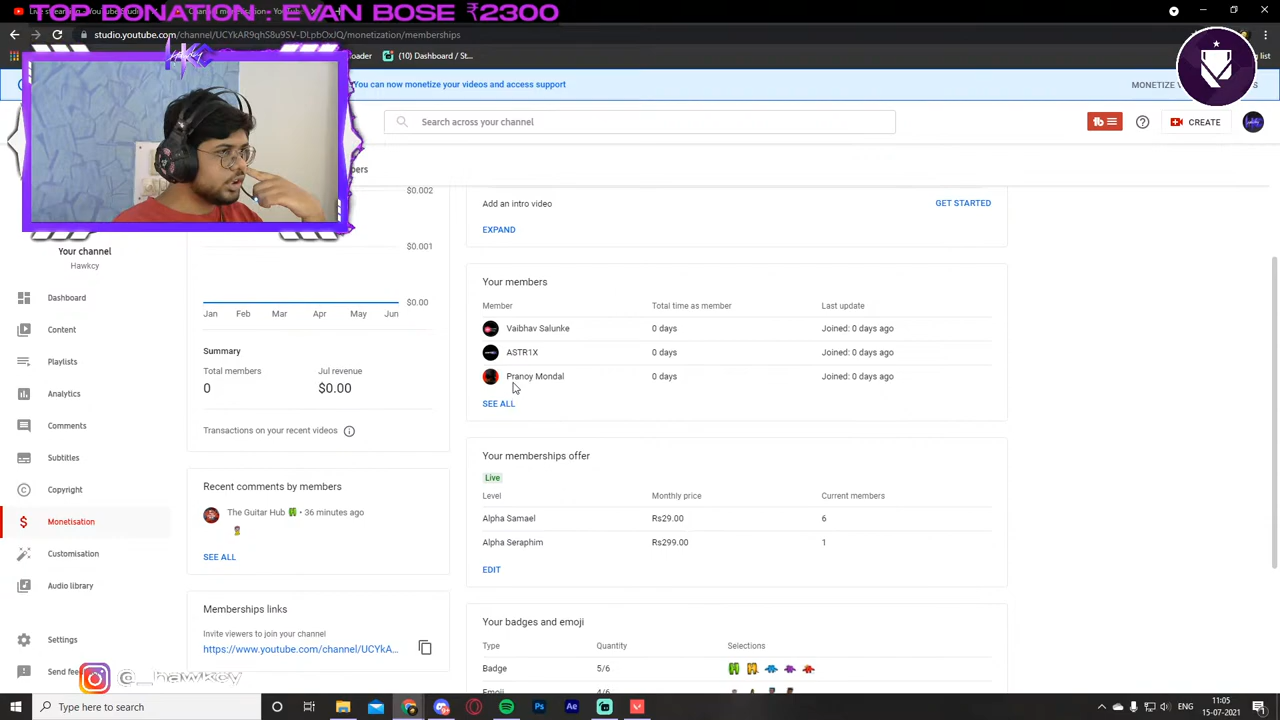 TOP DONATION : EVAN BOSE ₹2300
studio.youtube.com/channel/UCYkAR9qhsS8u9SV-DLpbOxJQ/monetization/memberships
(10) Dashboard / St...
You can now monetize your videos and access support
MONETIZE
Search across your channel
CREATE
$0.002
Add an intro video
GET STARTED
EXPAND
$0.001
Your channel
Hawkcy
Your members
Dashboard
$0.00
Member
Total time as member
Last update
Jan
Feb
Mar
Apr
May
Jun
Content
Vaibhav Salunke
0 days
Joined: 0 days ago
Summary
ASTR1X
0 days
Joined: 0 days ago
Playlists
Total members
Jul revenue
Pranoy Mondal
0 days
Joined: 0 days ago
0
$0.00
Analytics
SEE ALL
Comments
Transactions on your recent videos
Your memberships offer
Subtitles
Live
Copyright
Recent comments by members
Level
Monthly price
Current members
The Guitar Hub • 36 minutes ago
Alpha Samael
Rs29.00
6
Monetisation
Alpha Seraphim
Rs299.00
1
Customisation
SEE ALL
EDIT
Audio library
Memberships links
Your badges and emoji
Invite viewers to join your channel
Settings
https://www.youtube.com/channel/UCYkA...
Type
Quantity
Selections
Send fee
@_hawkcy
Badge
5/6
Emoji
4/6
Type here to search
ENG
11:05
15-07-2021